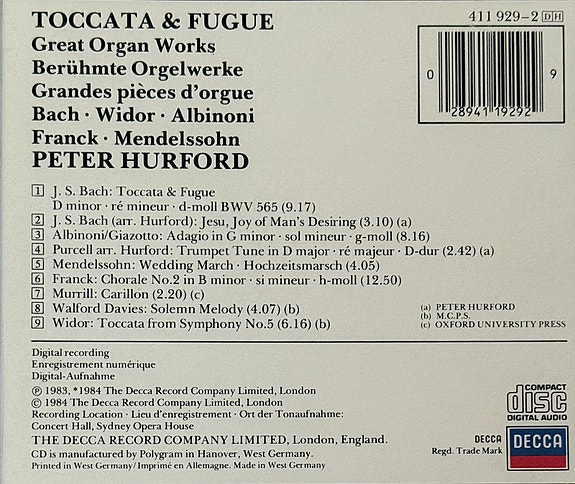 TOCCATA & FUGUE
Great Organ Works
Berühmte Orgelwerke
Grandes pièces d'orgue
Bach · Widor · Albinoni
Franck · Mendelssohn
PETER HURFORD
411 929-2 DH
0 28941 19292 9
1 J. S. Bach: Toccata & Fugue
D minor · ré mineur · d-moll BWV 565 (9.17)
2 J. S. Bach (arr. Hurford): Jesu, Joy of Man's Desiring (3.10) (a)
3 Albinoni/Giazotto: Adagio in G minor · sol mineur · g-moll (8.16)
4 Purcell arr. Hurford: Trumpet Tune in D major · ré majeur · D-dur (2.42) (a)
5 Mendelssohn: Wedding March · Hochzeitsmarsch (4.05)
6 Franck: Chorale No.2 in B minor · si mineur · h-moll (12.50)
7 Murrill: Carillon (2.20) (c)
8 Walford Davies: Solemn Melody (4.07) (b)
9 Widor: Toccata from Symphony No.5 (6.16) (b)
(a) PETER HURFORD
(b) M.C.P.S.
(c) OXFORD UNIVERSITY PRESS
Digital recording
Enregistrement numérique
Digital-Aufnahme
℗ 1983, *1984 The Decca Record Company Limited, London
© 1984 The Decca Record Company Limited, London
Recording Location · Lieu d'enregistrement · Ort der Tonaufnahme:
Concert Hall, Sydney Opera House
THE DECCA RECORD COMPANY LIMITED, London, England.
CD is manufactured by Polygram in Hanover, West Germany.
Printed in West Germany/Imprimé en Allemagne. Made in West Germany
COMPACT
disc
DIGITAL AUDIO
DECCA
Regd. Trade Mark
DECCA